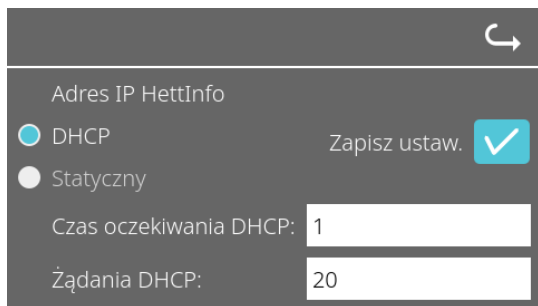 Adres IP HettInfo
DHCP
Zapisz ustaw.
Statyczny
Czas oczekiwania DHCP: 1
Żądania DHCP: 20